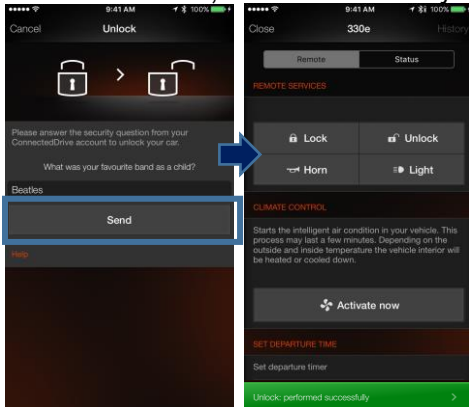 9:41 AM
100%
Cancel
Unlock
Please answer the security question from your
ConnectedDrive account to unlock your car.
What was your favourite band as a child?
Beatles
Send
Help
9:41 AM
100%
Close
330e
History
Remote
Status
REMOTE SERVICES
Lock
Unlock
Horn
Light
CLIMATE CONTROL
Starts the intelligent air condition in your vehicle. This
process may last a few minutes. Depending on the
outside and inside temperature the vehicle interior will
be heated or cooled down.
Activate now
SET DEPARTURE TIME
Set departure timer
Unlock: performed successfully